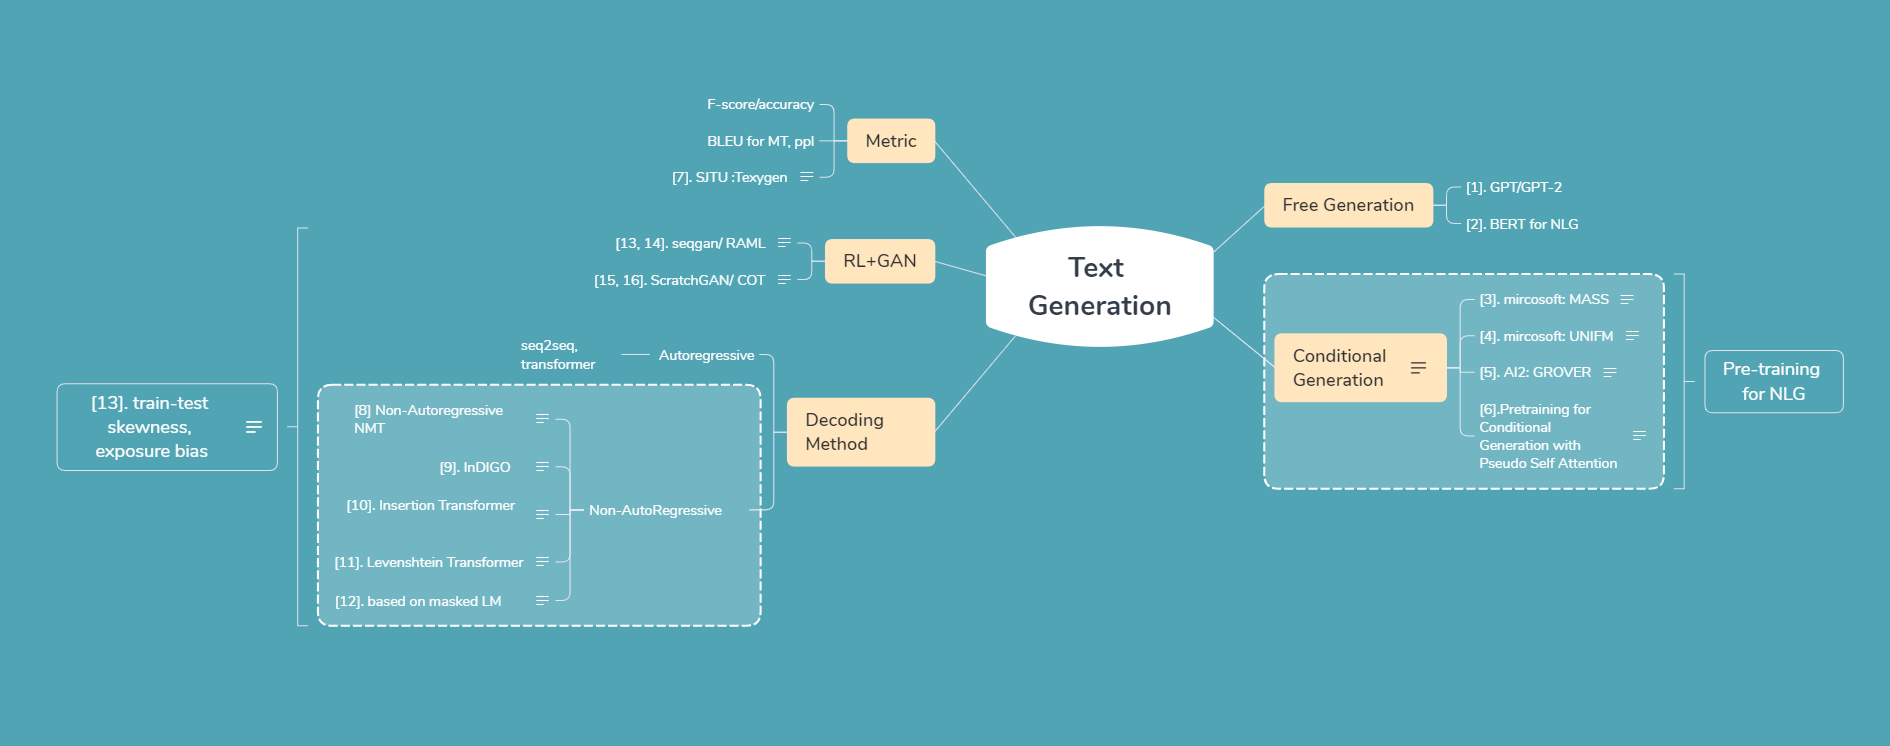 Text
Generation
Metric
F-score/accuracy
BLEU for MT, ppl
[7]. SJTU :Texygen
RL+GAN
[13, 14]. seqgan/ RAML
[15, 16]. ScratchGAN/ COT
Decoding
Method
Autoregressive
seq2seq,
transformer
Non-AutoRegressive
[8] Non-Autoregressive
NMT
[9]. InDIGO
[10]. Insertion Transformer
[11]. Levenshtein Transformer
[12]. based on masked LM
[13]. train-test
skewness,
exposure bias
Free Generation
[1]. GPT/GPT-2
[2]. BERT for NLG
Conditional
Generation
[3]. mircosoft: MASS
[4]. mircosoft: UNIFM
[5]. AI2: GROVER
[6].Pretraining for
Conditional
Generation with
Pseudo Self Attention
Pre-training
for NLG